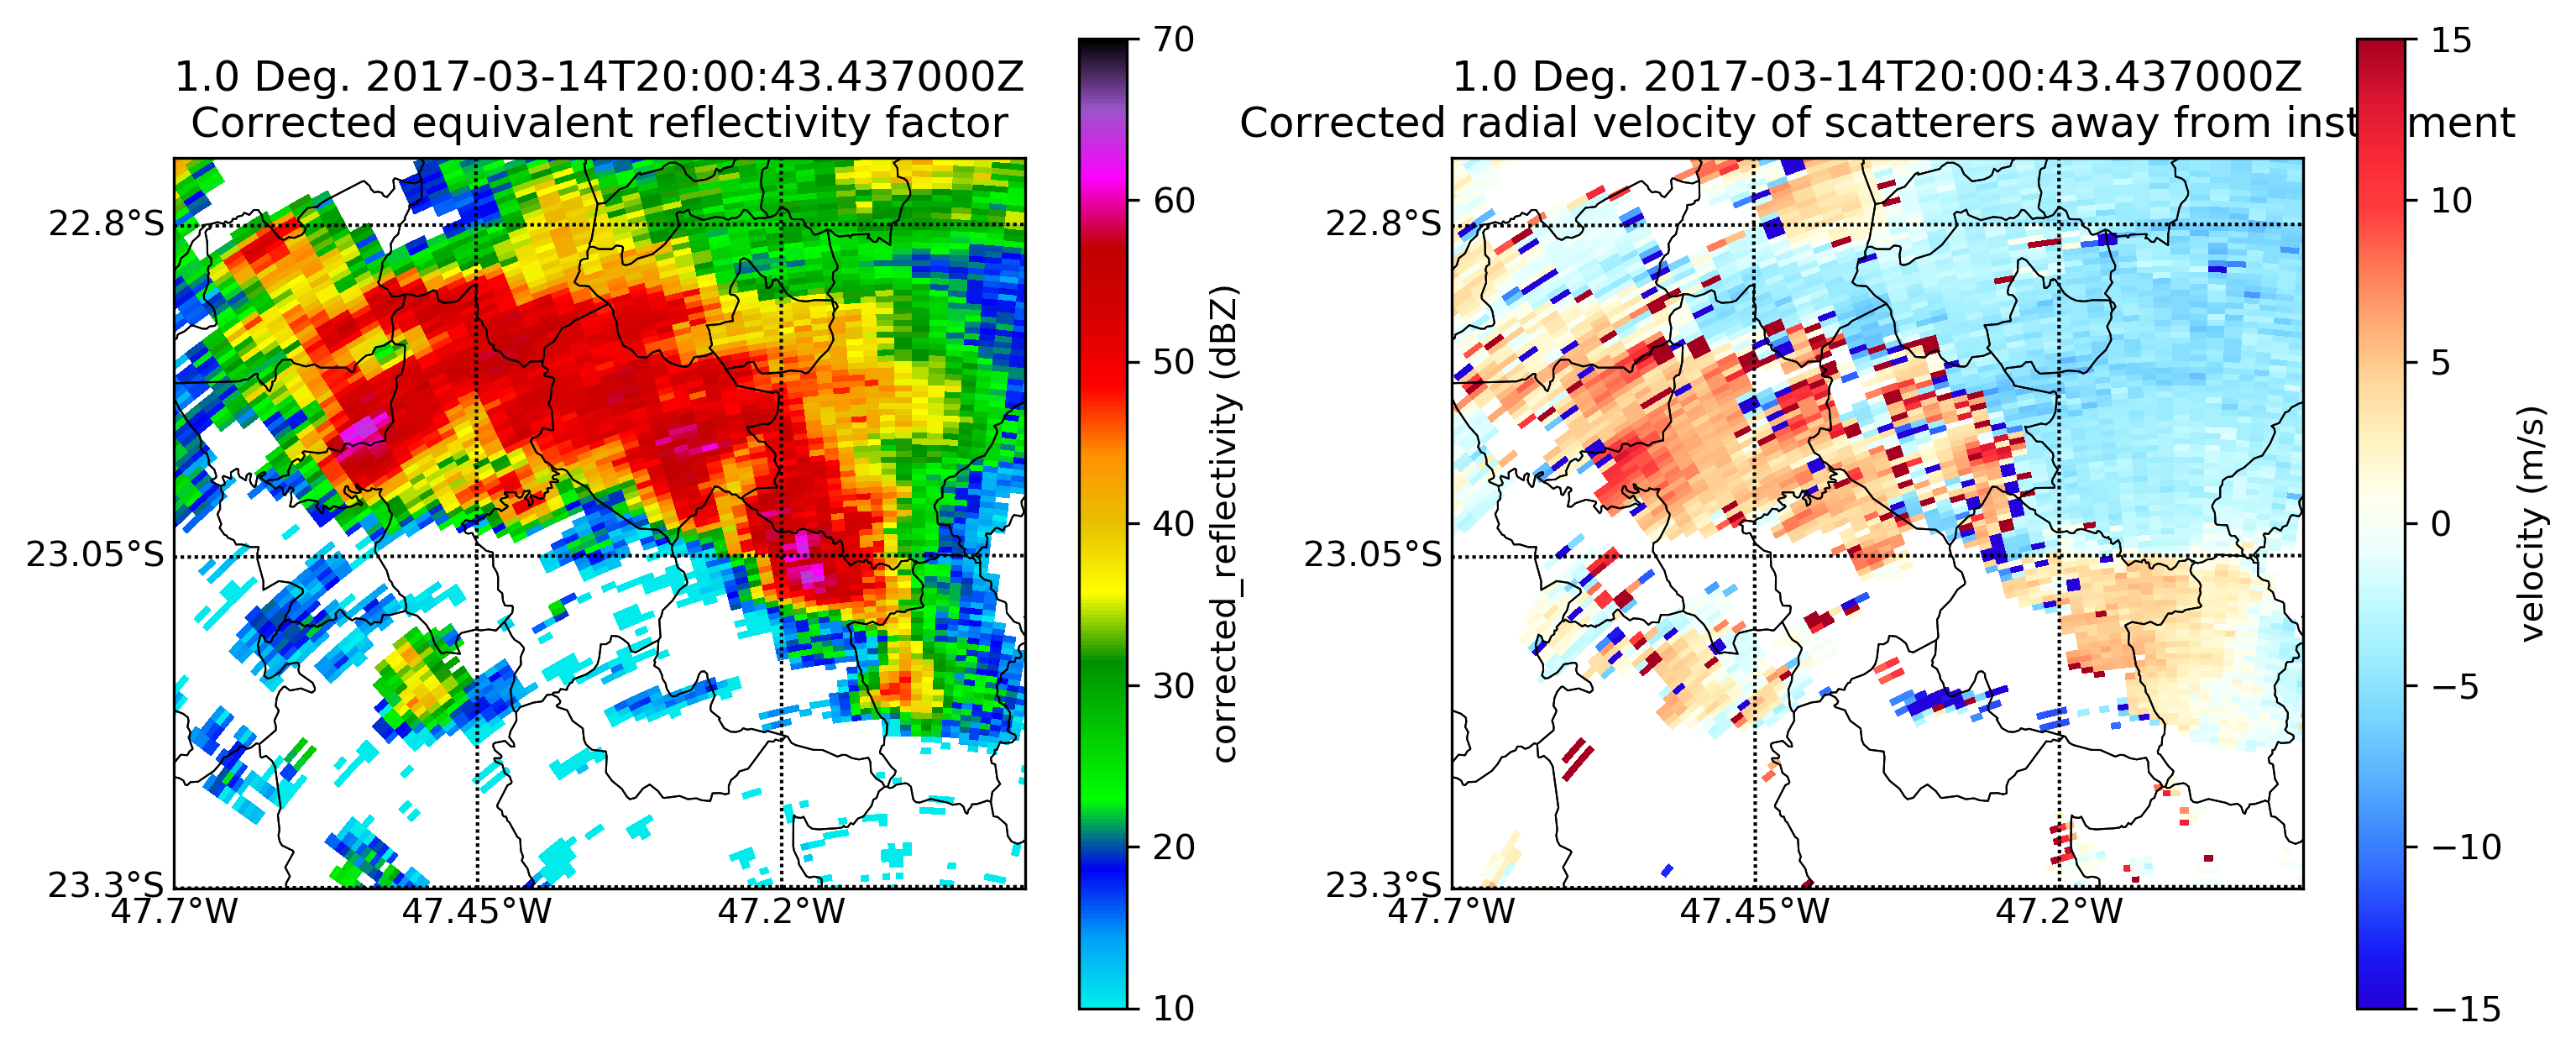 1.0 Deg. 2017-03-14T20:00:43.437000Z
Corrected equivalent reflectivity factor
22.8°S
23.05°S
23.3°S
47.7°W
47.45°W
47.2°W
70
60
50
40
30
20
10
corrected_reflectivity (dBZ)
1.0 Deg. 2017-03-14T20:00:43.437000Z
Corrected radial velocity of scatterers away from inst ment
22.8°S
23.05°S
23.3°S
47.7°W
47.45°W
47.2°W
15
10
5
0
−5
−10
−15
velocity (m/s)